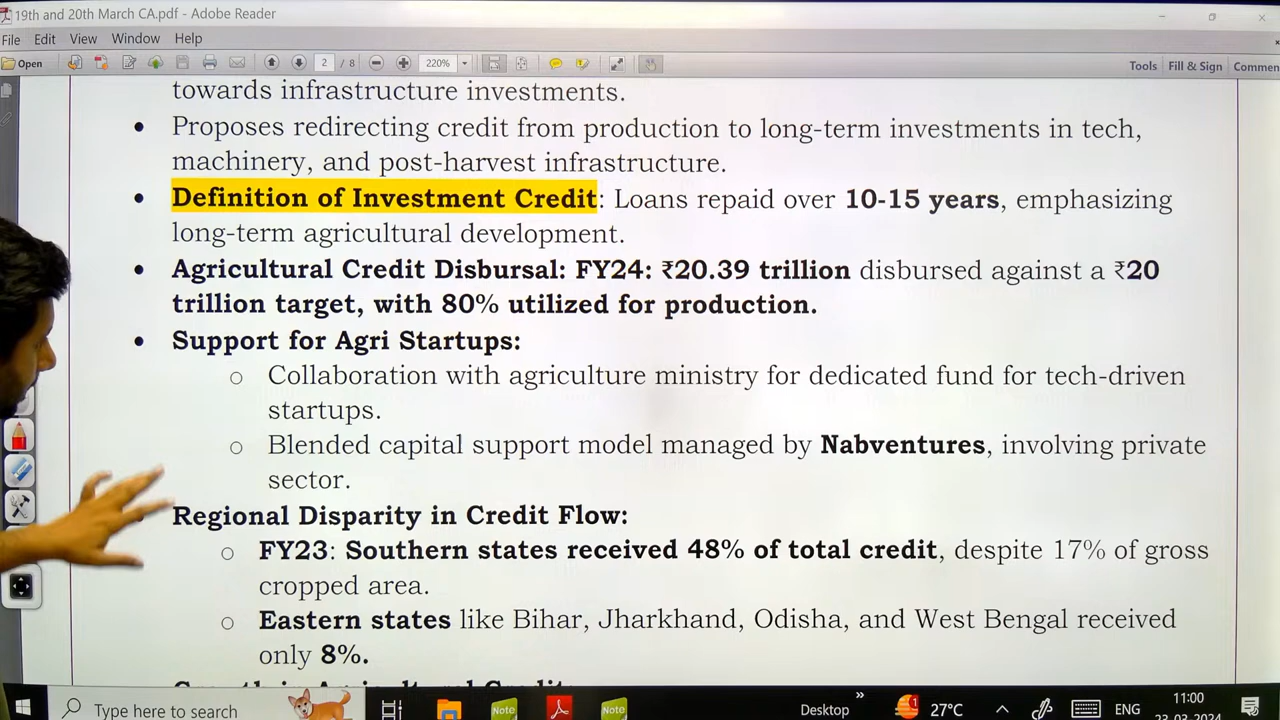 19th and 20th March CA.pdf - Adobe Reader
File Edit View Window Help
Open 2 / 8 220% Tools Fill & Sign Commen
towards infrastructure investments.
• Proposes redirecting credit from production to long-term investments in tech,
machinery, and post-harvest infrastructure.
• Definition of Investment Credit: Loans repaid over 10-15 years, emphasizing
long-term agricultural development.
• Agricultural Credit Disbursal: FY24: ₹20.39 trillion disbursed against a ₹20
trillion target, with 80% utilized for production.
• Support for Agri Startups:
○ Collaboration with agriculture ministry for dedicated fund for tech-driven
startups.
○ Blended capital support model managed by Nabventures, involving private
sector.
Regional Disparity in Credit Flow:
○ FY23: Southern states received 48% of total credit, despite 17% of gross
cropped area.
○ Eastern states like Bihar, Jharkhand, Odisha, and West Bengal received
only 8%.
Type here to search Note Note Desktop » 1 27°C ENG 11:00